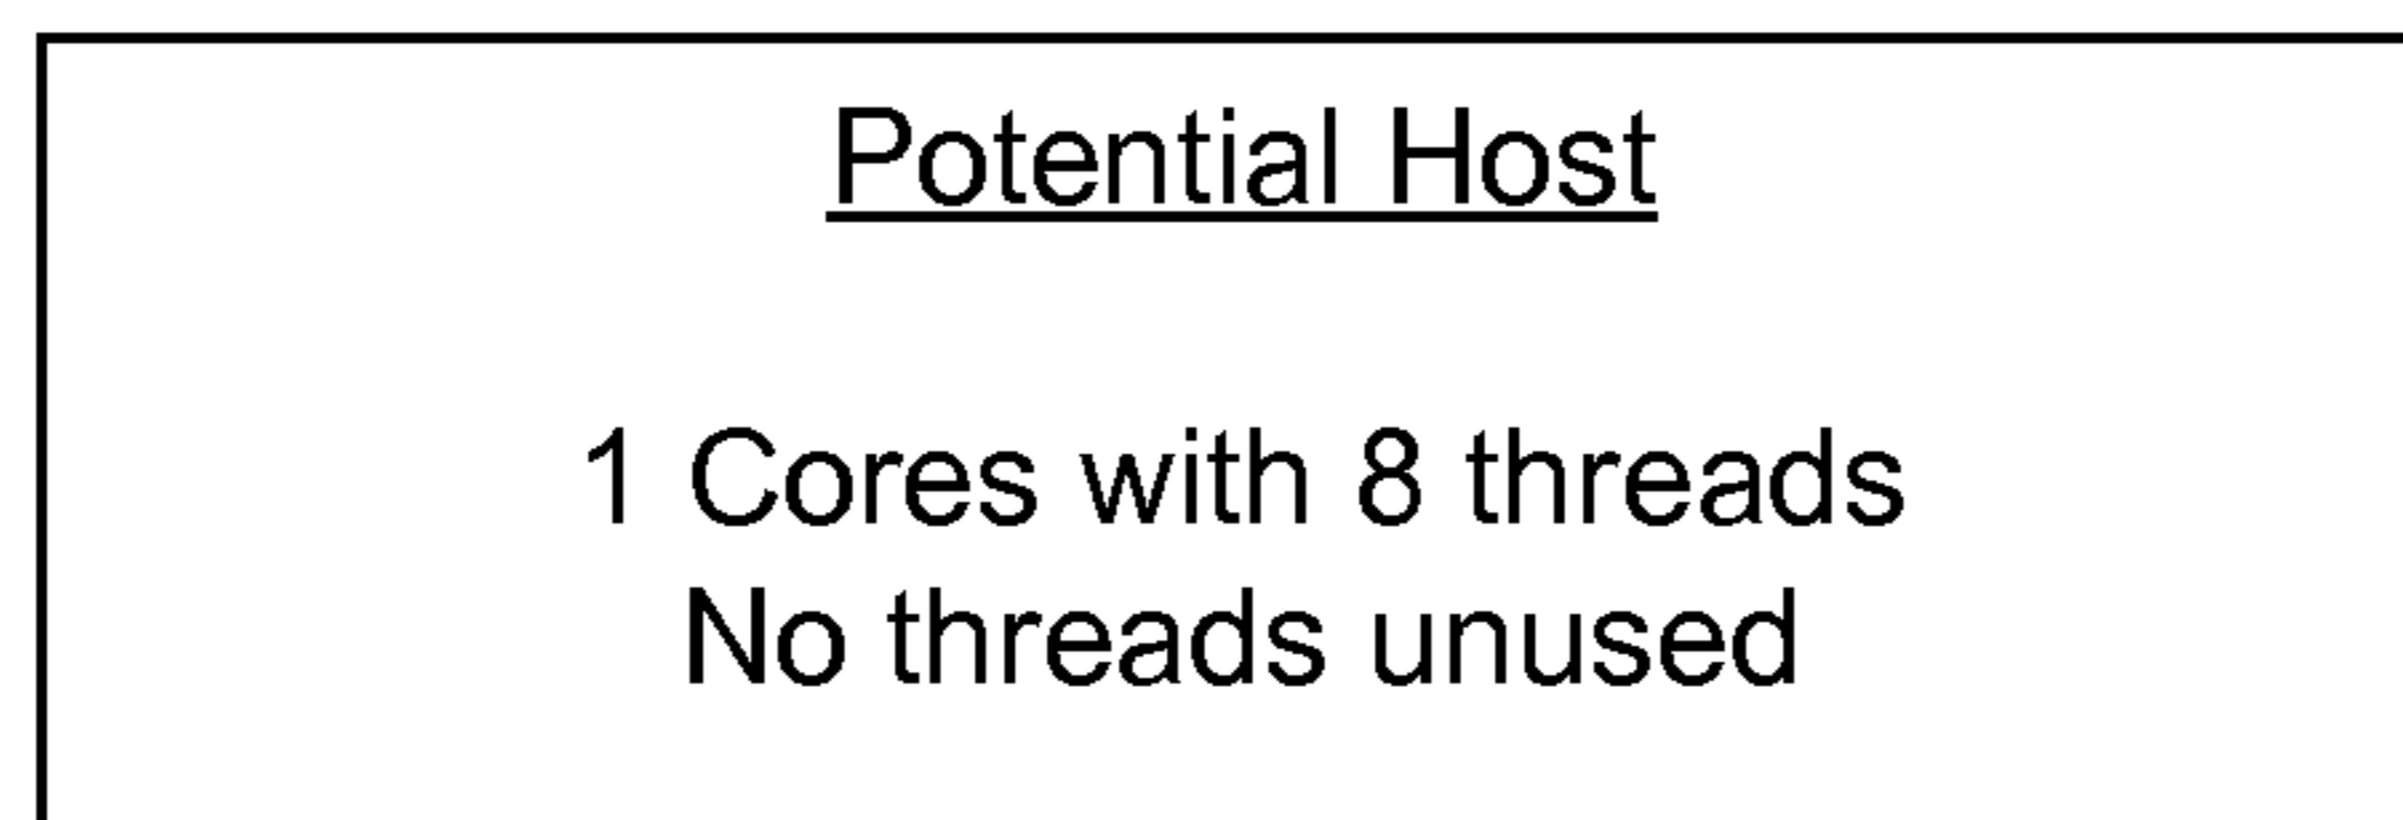 Potential Host
1 Cores with 8 threads
No threads unused